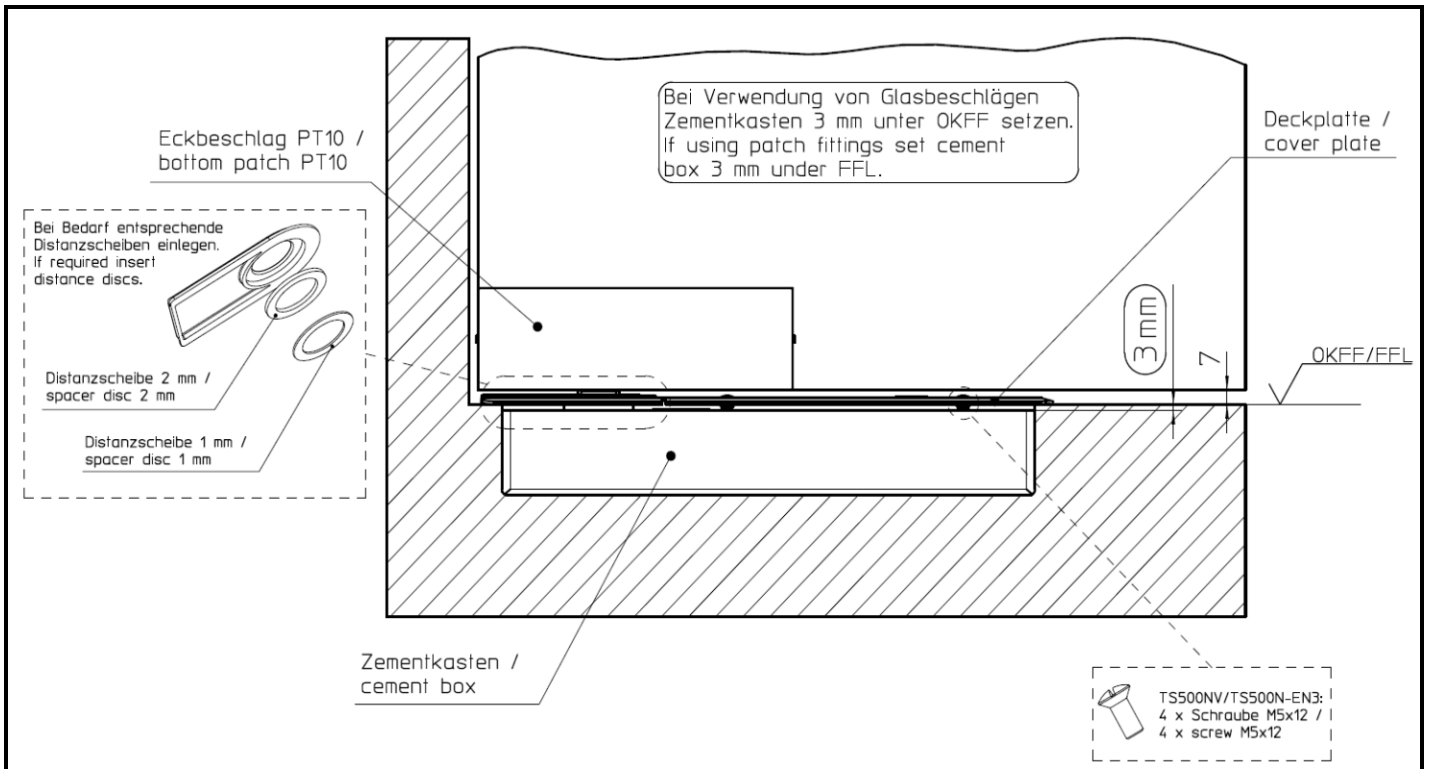 Bei Verwendung von Glasbeschlägen
Zementkasten 3 mm unter OKFF setzen.
If using patch fittings set cement
box 3 mm under FFL.
Deckplatte /
cover plate
Eckbeschlag PT10 /
bottom patch PT10
Bei Bedarf entsprechende
Distanzscheiben einlegen.
If required insert
distance discs.
Distanzscheibe 2 mm /
spacer disc 2 mm
Distanzscheibe 1 mm /
spacer disc 1 mm
3 mm
7
OKFF/FFL
Zementkasten /
cement box
TS500NV/TS500N-EN3:
4 x Schraube M5x12 /
4 x screw M5x12